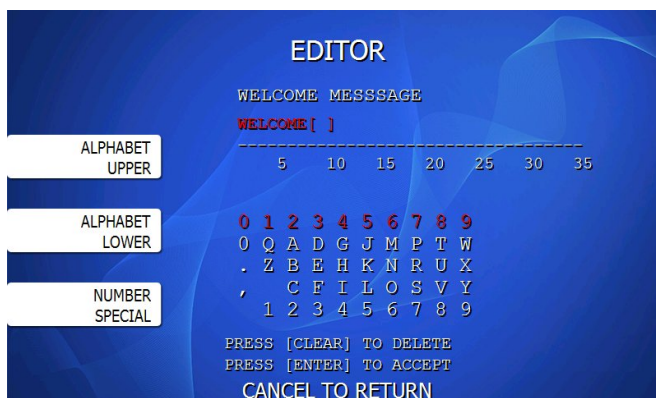 EDITOR
WELCOME MESSSAGE
WELCOME[ ]
-----------------------------------
5 10 15 20 25 30 35
ALPHABET
UPPER
ALPHABET
LOWER
NUMBER
SPECIAL
0 1 2 3 4 5 6 7 8 9
0 Q A D G J M P T W
. Z B E H K N R U X
, C F I L O S V Y
1 2 3 4 5 6 7 8 9
PRESS [CLEAR] TO DELETE
PRESS [ENTER] TO ACCEPT
CANCEL TO RETURN